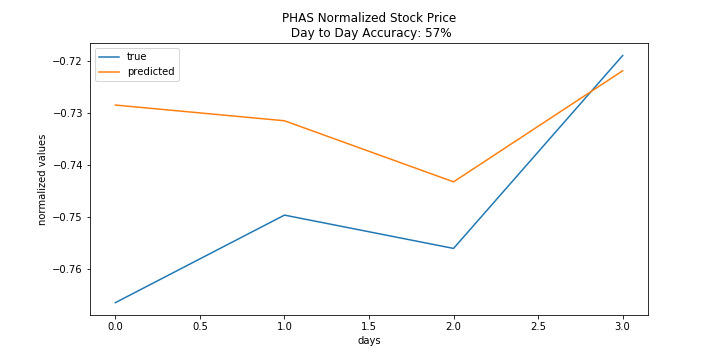 PHAS Normalized Stock Price
Day to Day Accuracy: 57%
true
predicted
−0.72
−0.73
−0.74
−0.75
−0.76
normalized values
0.0 0.5 1.0 1.5 2.0 2.5 3.0
days